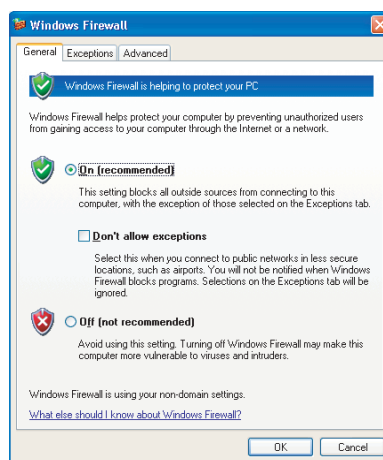 Windows Firewall
General Exceptions Advanced
Windows Firewall is helping to protect your PC
Windows Firewall helps protect your computer by preventing unauthorized users
from gaining access to your computer through the Internet or a network.
On (recommended)
This setting blocks all outside sources from connecting to this
computer, with the exception of those selected on the Exceptions tab.
Don't allow exceptions
Select this when you connect to public networks in less secure
locations, such as airports. You will not be notified when Windows
Firewall blocks programs. Selections on the Exceptions tab will be
ignored.
Off (not recommended)
Avoid using this setting. Turning off Windows Firewall may make this
computer more vulnerable to viruses and intruders.
Windows Firewall is using your non-domain settings.
What else should I know about Windows Firewall?
OK Cancel